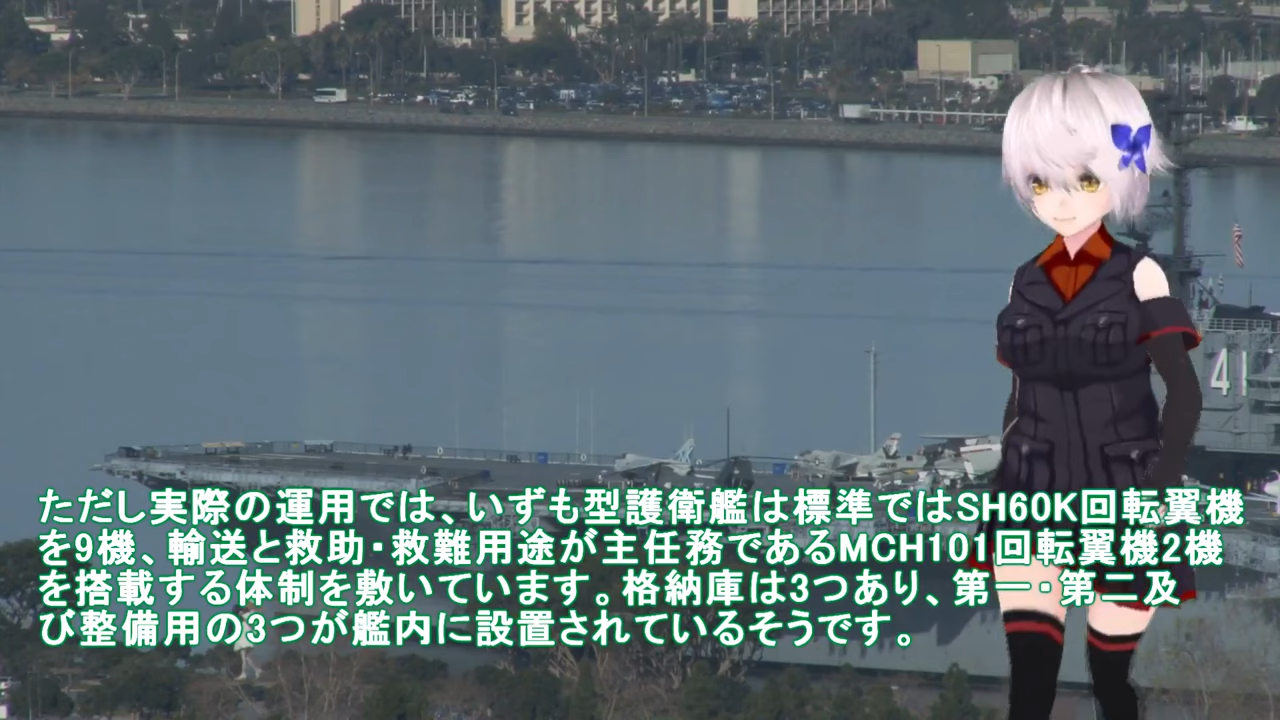 41
ただし実際の運用では、いずも型護衛艦は標準ではSH60K回転翼機
を9機、輸送と救助・救難用途が主任務であるMCH101回転翼機2機
を搭載する体制を敷いています。格納庫は3つあり、第一・第二及
び整備用の3つが艦内に設置されているそうです。